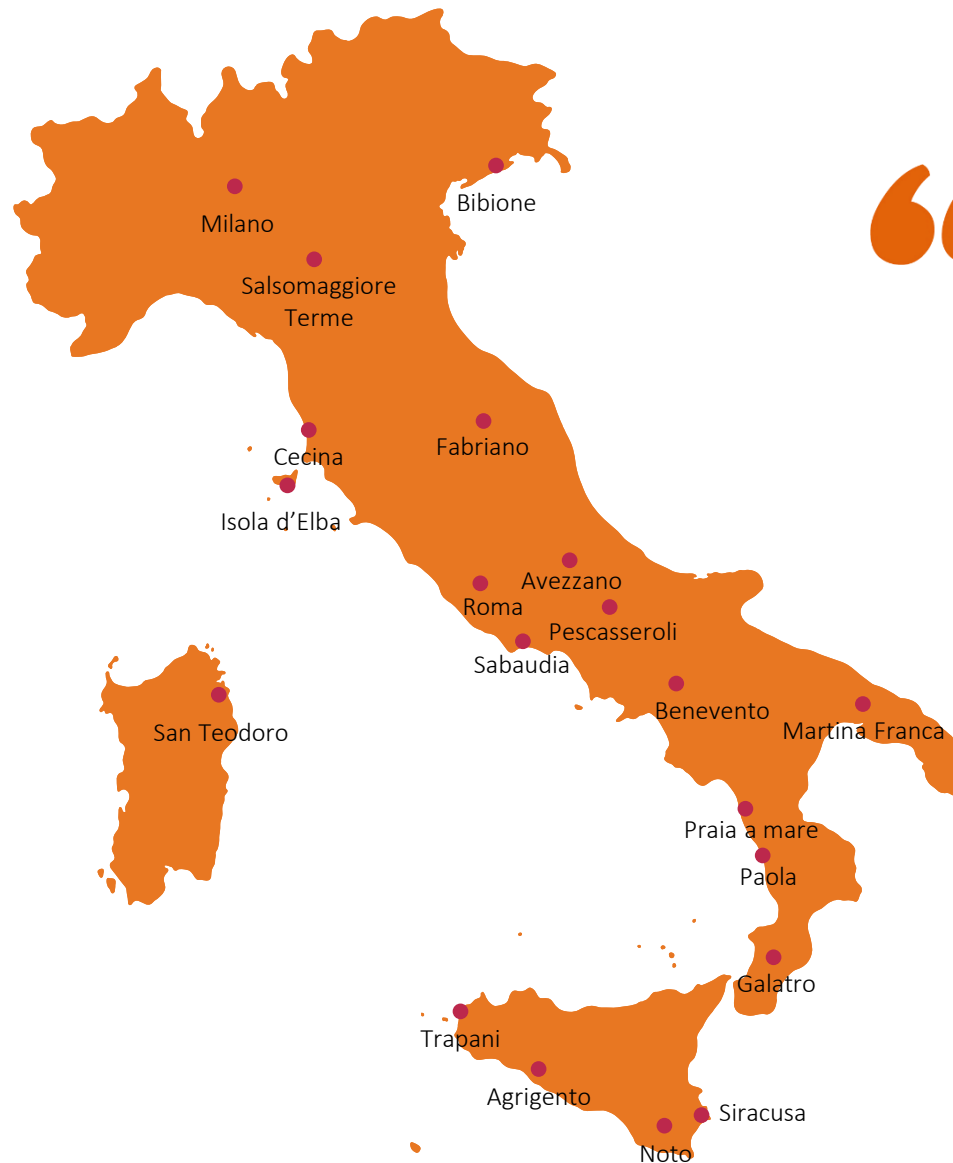 Bibione
Milano
Salsomaggiore
Terme
Fabriano
Cecina
Isola d’Elba
Avezzano
Roma
Pescasseroli
Sabaudia
Benevento
Martina Franca
San Teodoro
Praia a mare
Paola
Galatro
Trapani
Agrigento
Siracusa
Noto